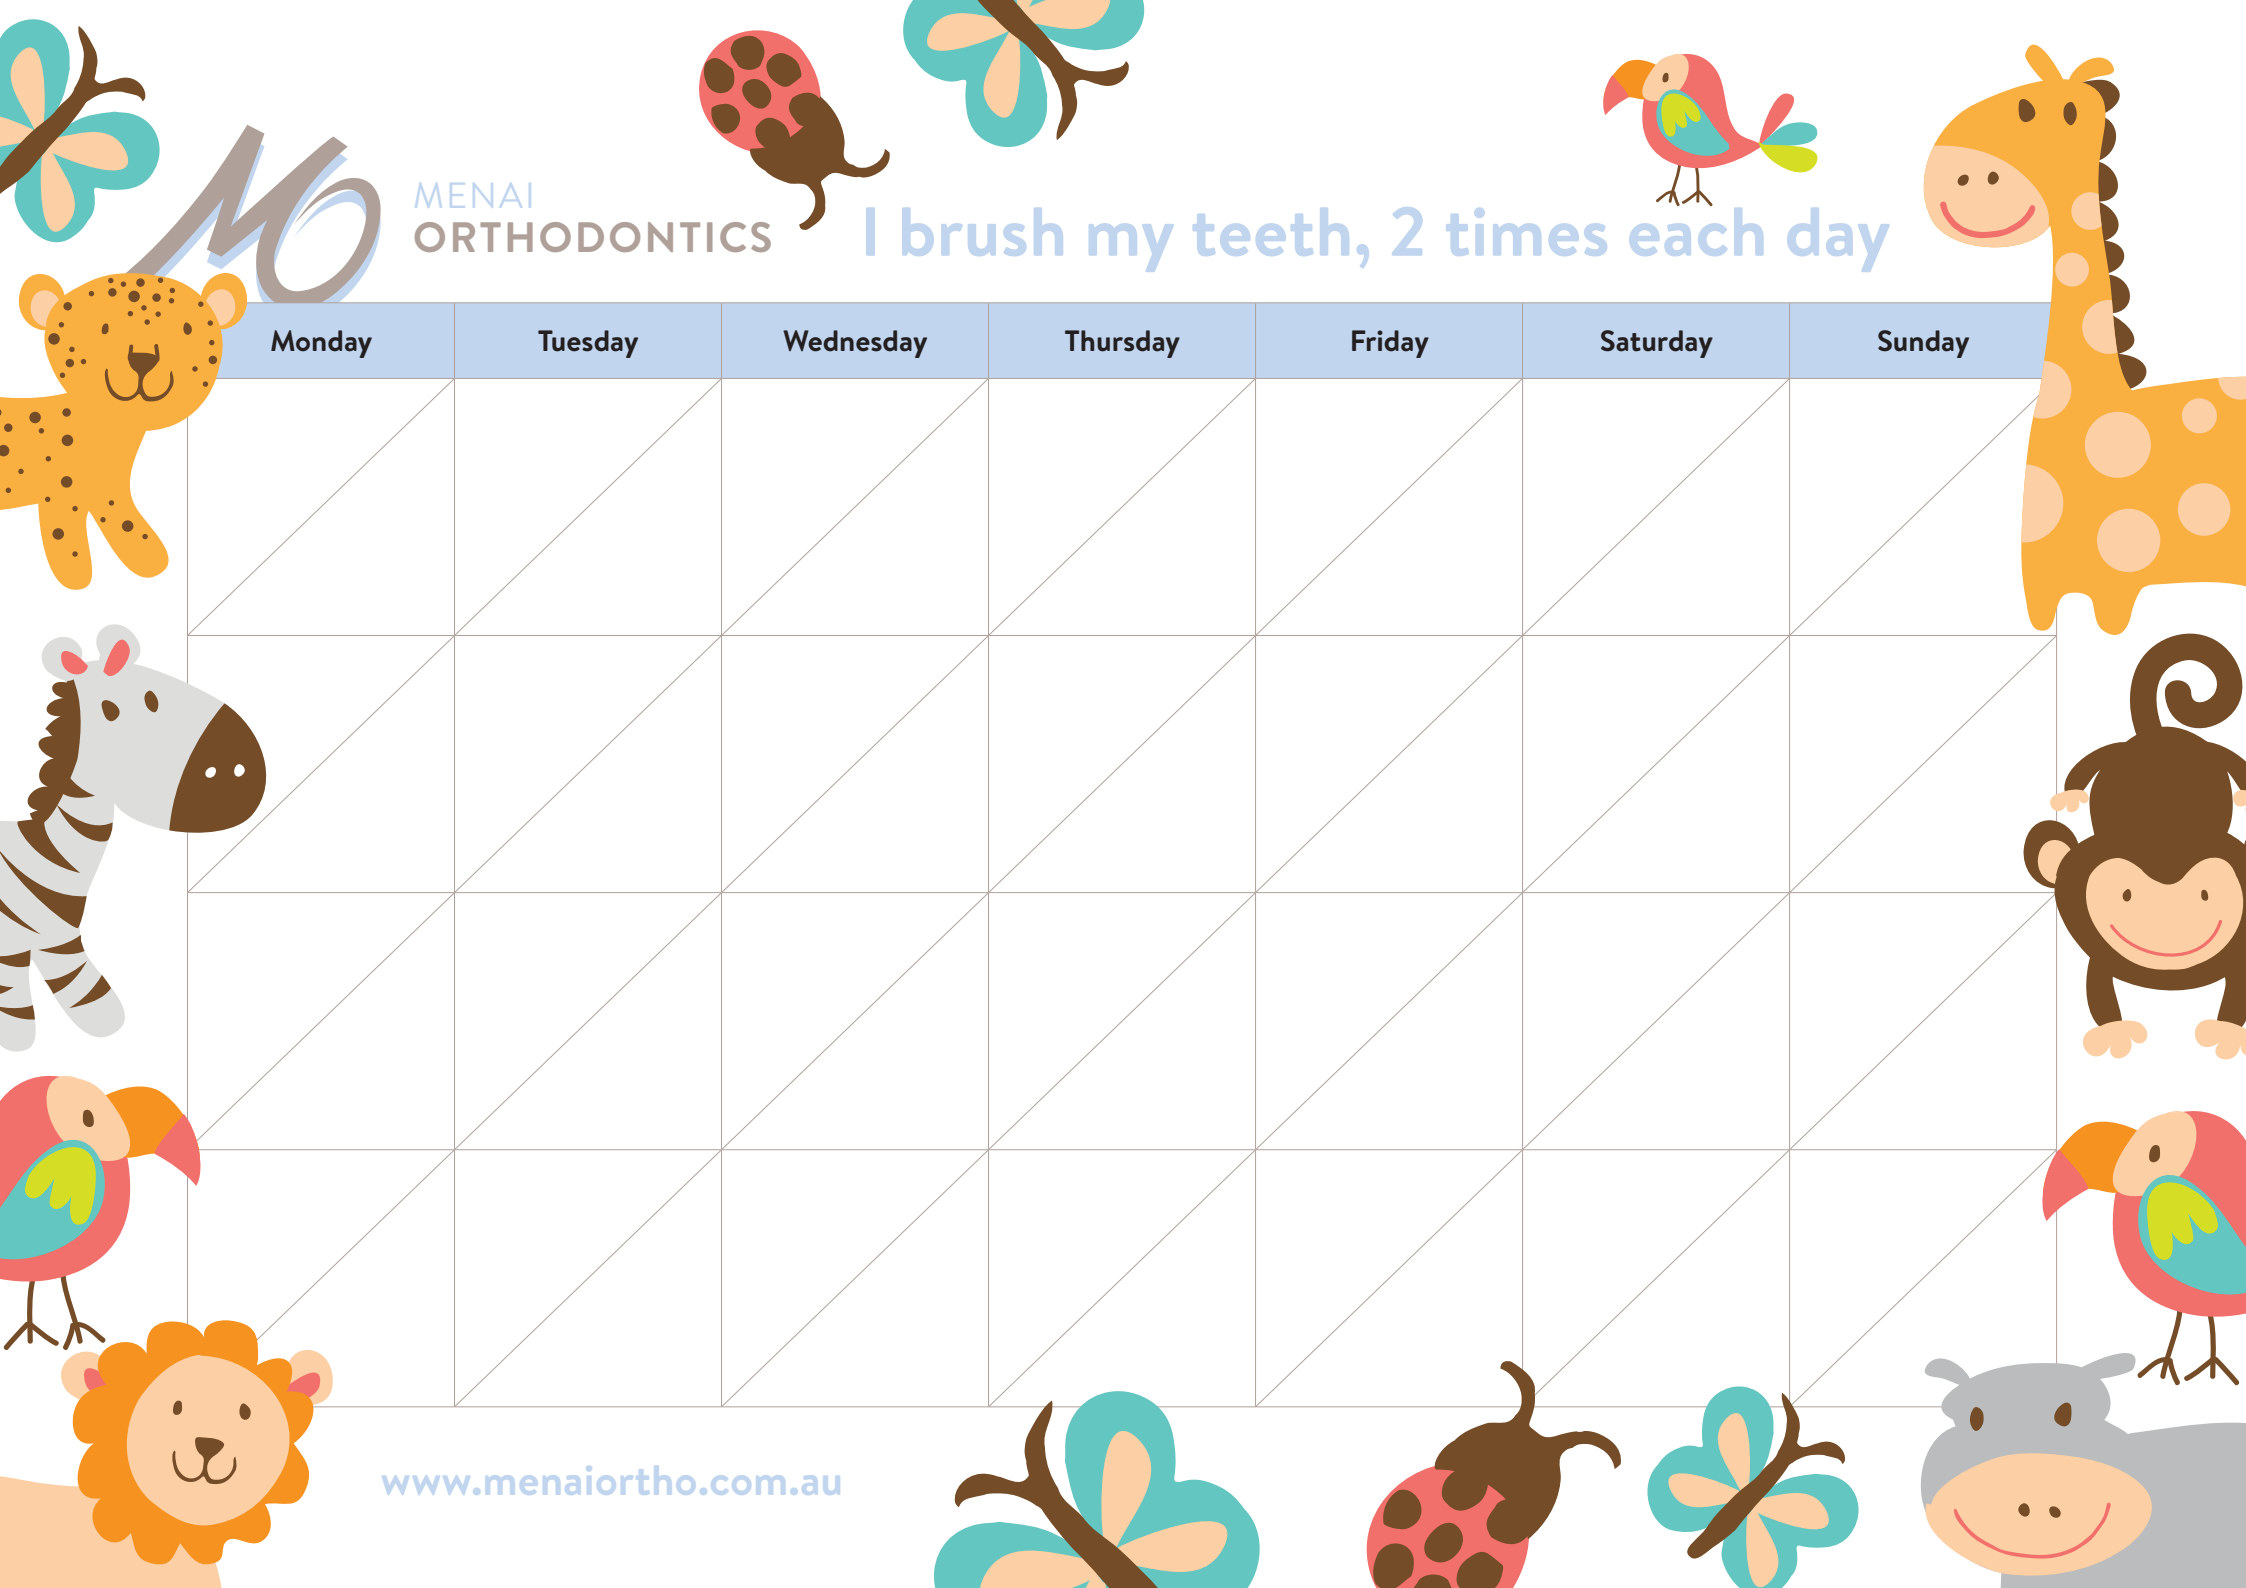 MENAI
ORTHODONTICS
I brush my teeth, 2 times each day
Monday Tuesday Wednesday Thursday Friday Saturday Sunday
www.menaiortho.com.au